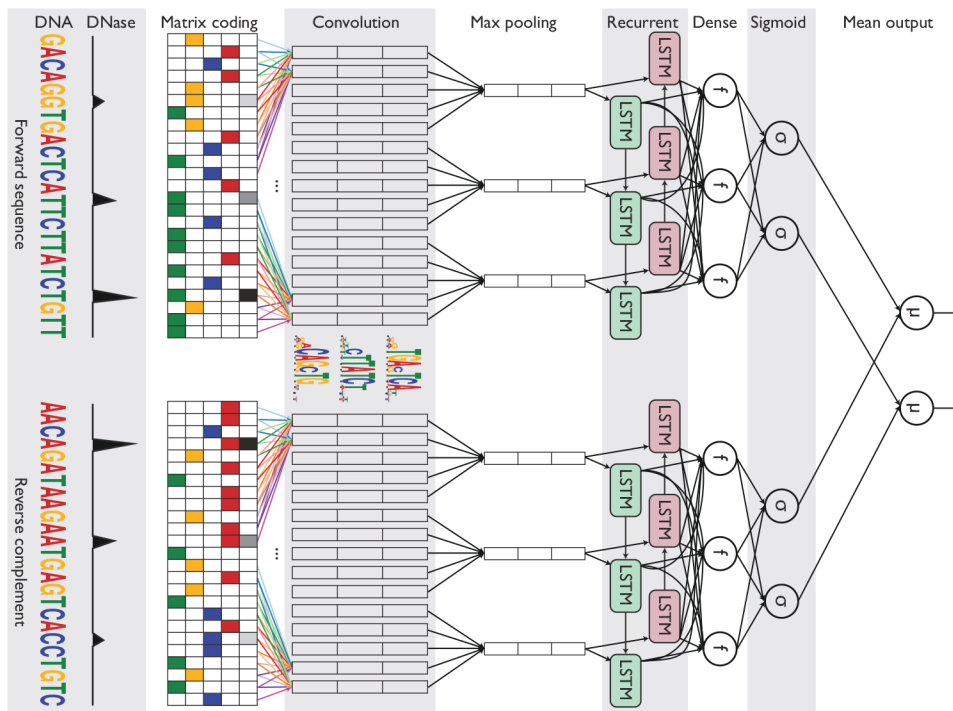 DNA DNase Matrix coding Convolution Max pooling Recurrent Dense Sigmoid Mean output
Forward sequence
GACAGGTGACTCATTCTTATCTGTT
...
LSTM
LSTM
LSTM
LSTM
LSTM
LSTM
f
f
f
σ
σ
μ
μ
Reverse complement
AACAGATAAGAATGAGTCACCTGTC
...
LSTM
LSTM
LSTM
LSTM
LSTM
LSTM
f
f
f
σ
σ